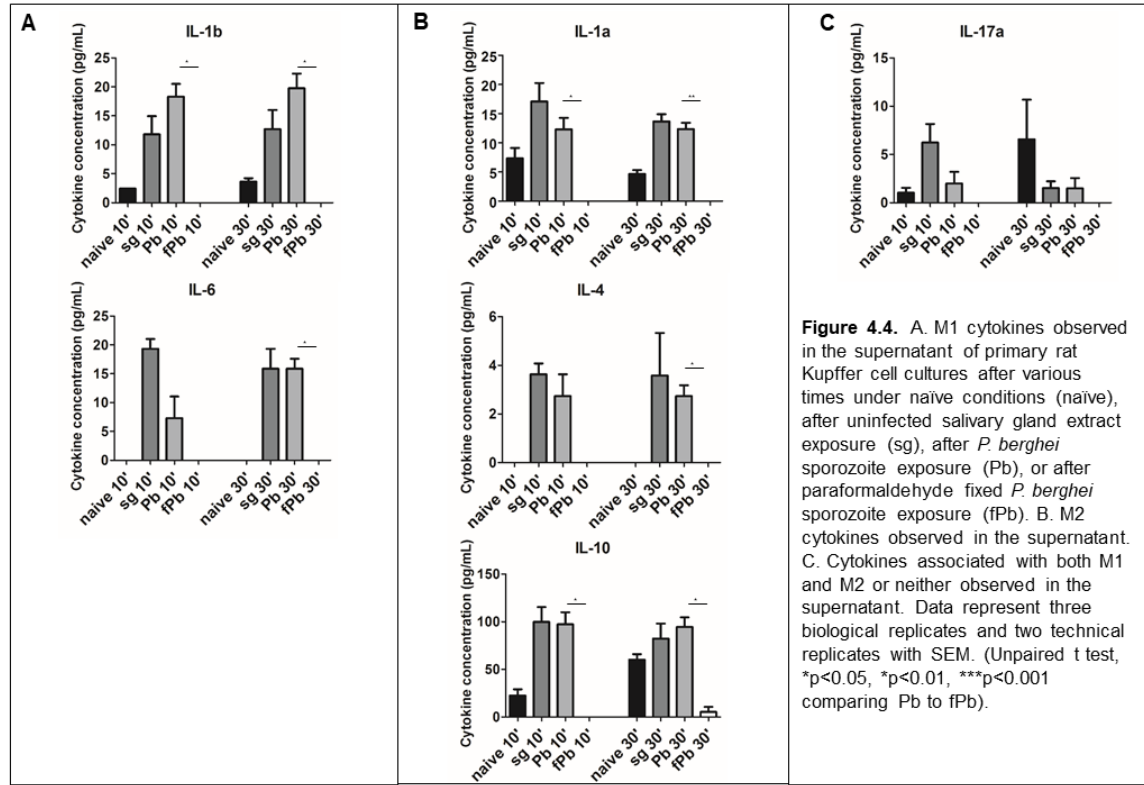 A
IL-1b
Cytokine concentration (pg/mL)
25
20
15
10
5
0
naive 10'
sg 10'
Pb 10'
fPb 10'
naive 30'
sg 30'
Pb 30'
fPb 30'
*
*
IL-6
Cytokine concentration (pg/mL)
25
20
15
10
5
0
naive 10'
sg 10'
Pb 10'
fPb 10'
naive 30'
sg 30'
Pb 30'
fPb 30'
*
B
IL-1a
Cytokine concentration (pg/mL)
25
20
15
10
5
0
naive 10'
sg 10'
Pb 10'
fPb 10'
naive 30'
sg 30'
Pb 30'
fPb 30'
*
**
IL-4
Cytokine concentration (pg/mL)
6
4
2
0
naive 10'
sg 10'
Pb 10'
fPb 10'
naive 30'
sg 30'
Pb 30'
fPb 30'
*
IL-10
Cytokine concentration (pg/mL)
150
100
50
0
naive 10'
sg 10'
Pb 10'
fPb 10'
naive 30'
sg 30'
Pb 30'
fPb 30'
*
*
C
IL-17a
Cytokine concentration (pg/mL)
15
10
5
0
naive 10'
sg 10'
Pb 10'
fPb 10'
naive 30'
sg 30'
Pb 30'
fPb 30'
Figure 4.4. A. M1 cytokines observed
in the supernatant of primary rat
Kupffer cell cultures after various
times under naïve conditions (naïve),
after uninfected salivary gland extract
exposure (sg), after P. berghei
sporozoite exposure (Pb), or after
paraformaldehyde fixed P. berghei
sporozoite exposure (fPb). B. M2
cytokines observed in the supernatant.
C. Cytokines associated with both M1
and M2 or neither observed in the
supernatant. Data represent three
biological replicates and two technical
replicates with SEM. (Unpaired t test,
*p<0.05, *p<0.01, ***p<0.001
comparing Pb to fPb).